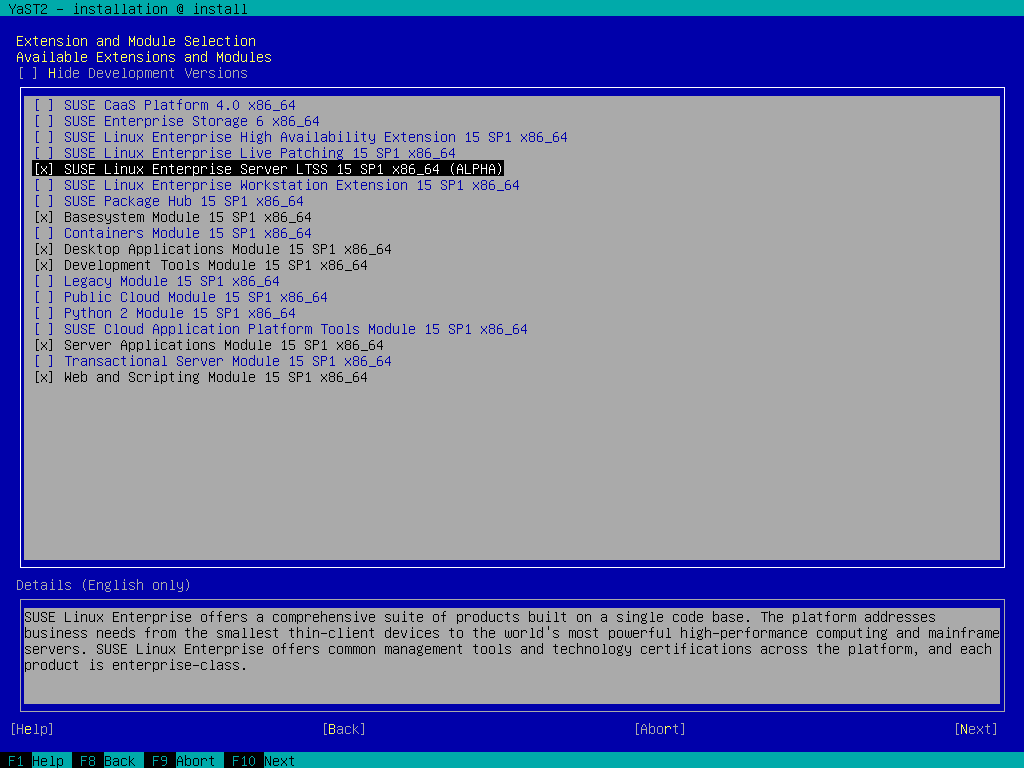 YaST2 - installation @ install
Extension and Module Selection
Available Extensions and Modules
[ ] Hide Development Versions
[ ] SUSE CaaS Platform 4.0 x86_64
[ ] SUSE Enterprise Storage 6 x86_64
[ ] SUSE Linux Enterprise High Availability Extension 15 SP1 x86_64
[ ] SUSE Linux Enterprise Live Patching 15 SP1 x86_64
[x] SUSE Linux Enterprise Server LTSS 15 SP1 x86_64 (ALPHA)
[ ] SUSE Linux Enterprise Workstation Extension 15 SP1 x86_64
[ ] SUSE Package Hub 15 SP1 x86_64
[x] Basesystem Module 15 SP1 x86_64
[ ] Containers Module 15 SP1 x86_64
[x] Desktop Applications Module 15 SP1 x86_64
[x] Development Tools Module 15 SP1 x86_64
[ ] Legacy Module 15 SP1 x86_64
[ ] Public Cloud Module 15 SP1 x86_64
[ ] Python 2 Module 15 SP1 x86_64
[ ] SUSE Cloud Application Platform Tools Module 15 SP1 x86_64
[x] Server Applications Module 15 SP1 x86_64
[ ] Transactional Server Module 15 SP1 x86_64
[x] Web and Scripting Module 15 SP1 x86_64
Details (English only)
SUSE Linux Enterprise offers a comprehensive suite of products built on a single code base. The platform addresses
business needs from the smallest thin-client devices to the world's most powerful high-performance computing and mainframe
servers. SUSE Linux Enterprise offers common management tools and technology certifications across the platform, and each
product is enterprise-class.
[Help] [Back] [Abort] [Next]
F1 Help F8 Back F9 Abort F10 Next